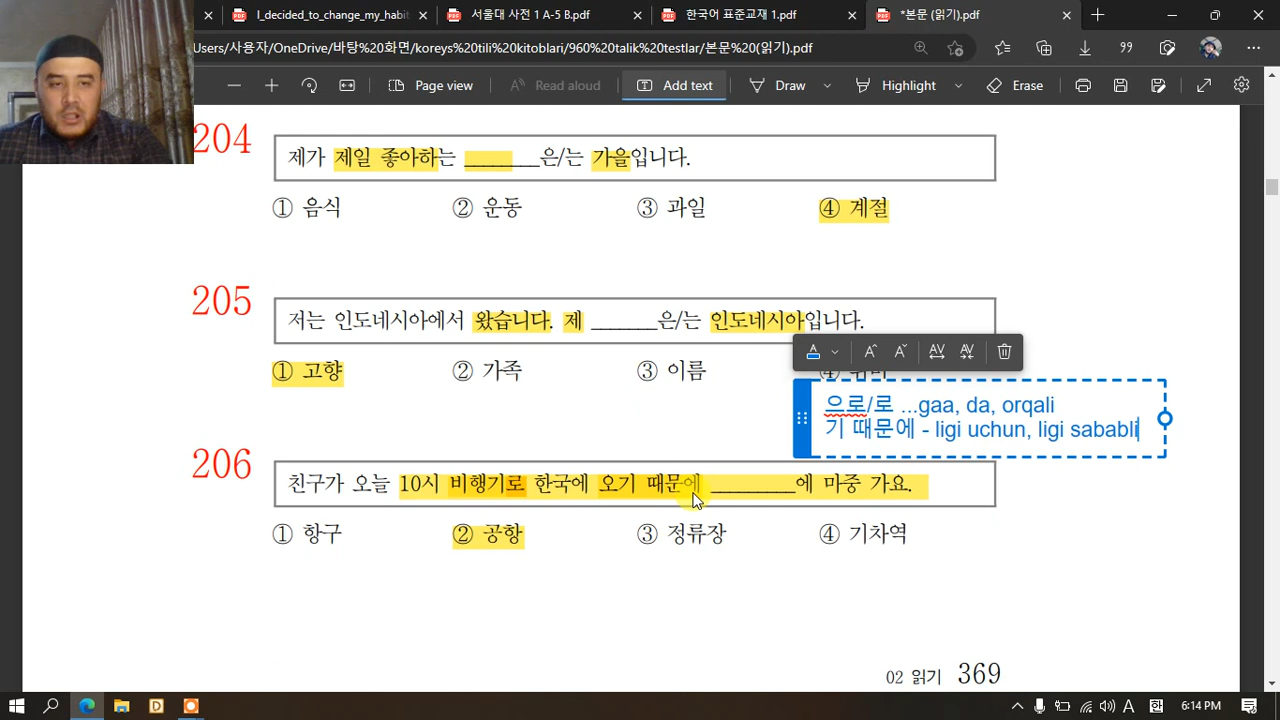 I_decided_to_change_my_habit
서울대 사전 1 A-5 B.pdf
한국어 표준교재 1.pdf
*본문 (읽기).pdf
Users/사용자/OneDrive/바탕%20화면/koreys%20tili%20kitoblari/960%20talik%20testlar/본문%20(읽기).pdf
Page view
Read aloud
Add text
Draw
Highlight
Erase
204
제가 제일 좋아하는 ________은/는 가을입니다.
① 음식 ② 운동 ③ 과일 ④ 계절
205
저는 인도네시아에서 왔습니다. 제 _______은/는 인도네시아입니다.
① 고향 ② 가족 ③ 이름
으로/로 ...gaa, da, orqali
기 때문에 - ligi uchun, ligi sababli
206
친구가 오늘 10시 비행기로 한국에 오기 때문에 _________에 마중 가요.
① 항구 ② 공항 ③ 정류장 ④ 기차역
02 읽기 369
6:14 PM